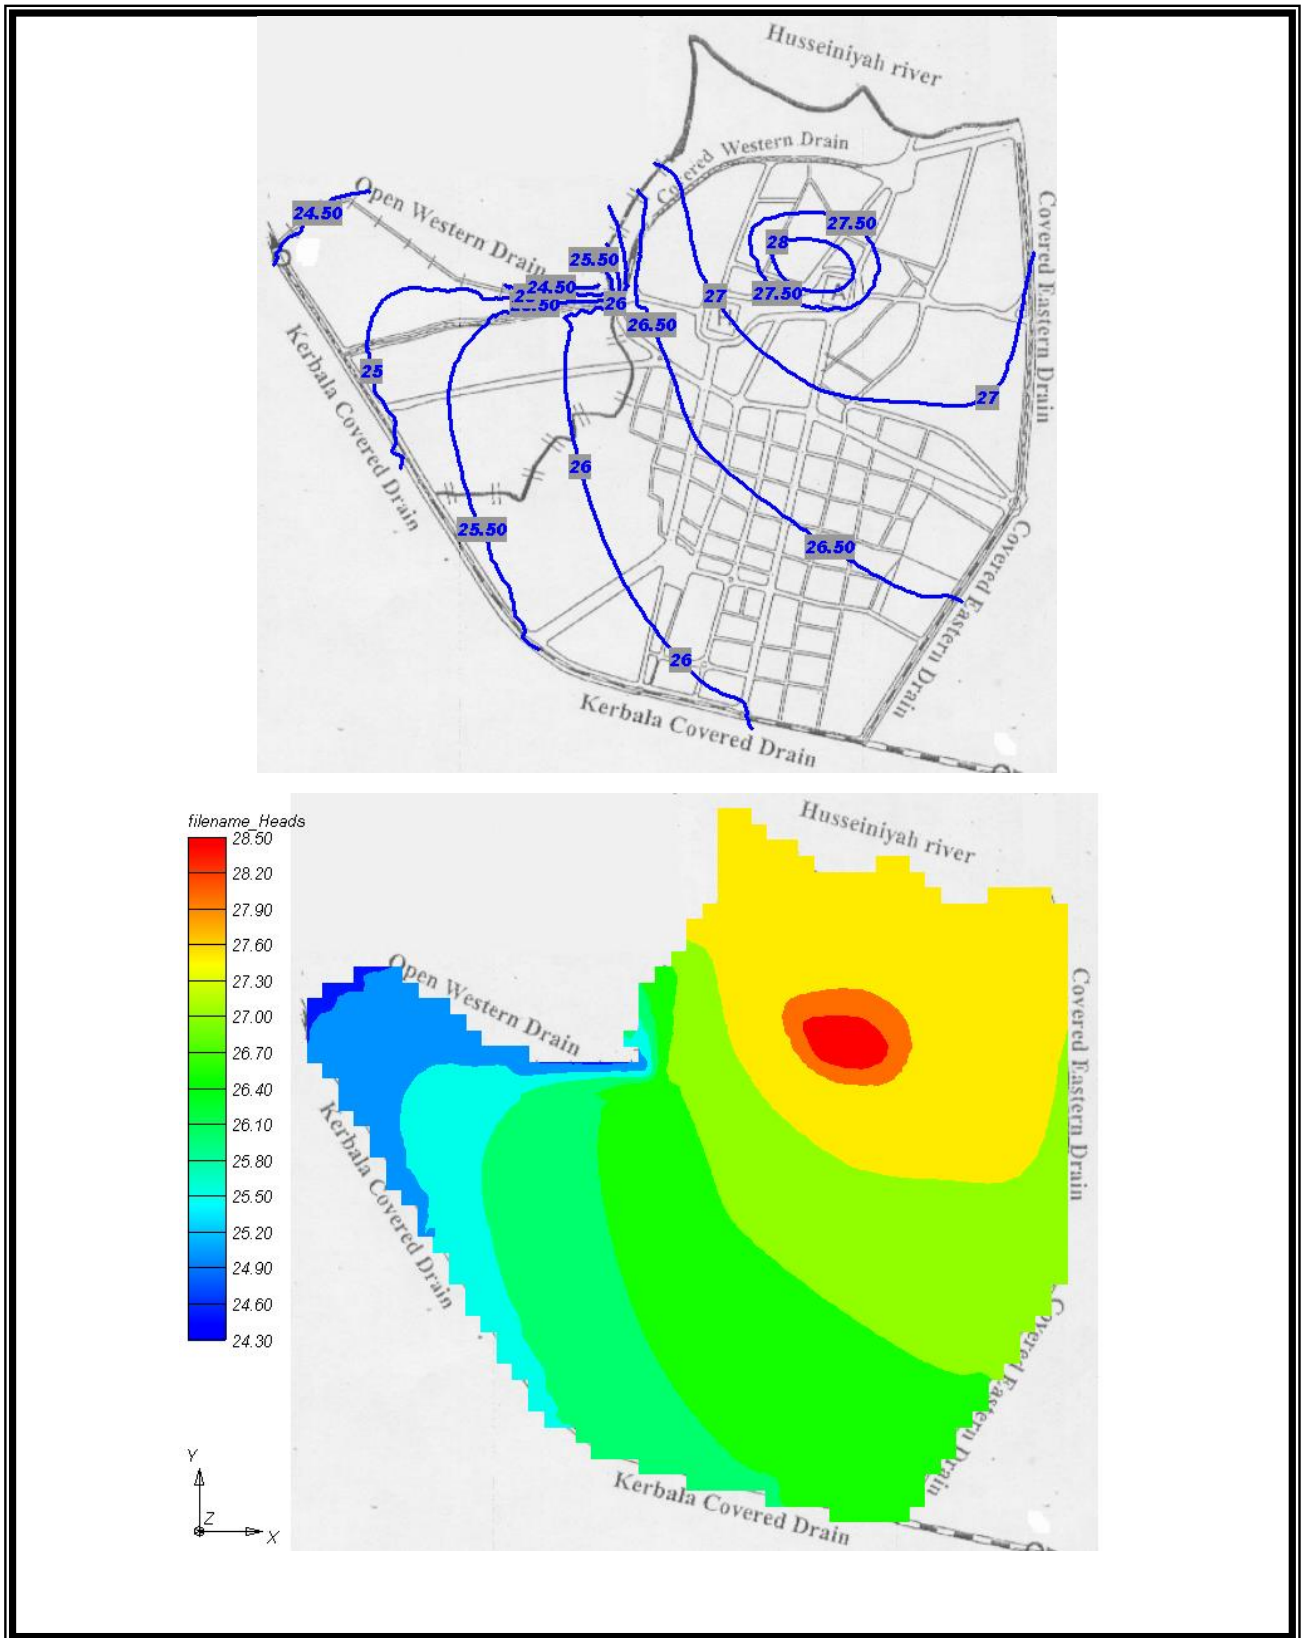 Husseiniyah river
Covered Western Drain
Open Western Drain
24.50
27.50
28
25.50
24.50
27.50
27
26
26.50
Covered Eastern Drain
Kerbala Covered Drain
25
27
26
25.50
26.50
Covered Eastern Drain
26
Kerbala Covered Drain
filename_Heads
28.50
28.20
27.90
27.60
27.30
27.00
26.70
26.40
26.10
25.80
25.50
25.20
24.90
24.60
24.30
Husseiniyah river
Open Western Drain
Covered Eastern Drain
Kerbala Covered Drain
Covered Eastern Drain
Kerbala Covered Drain
Y
Z
X